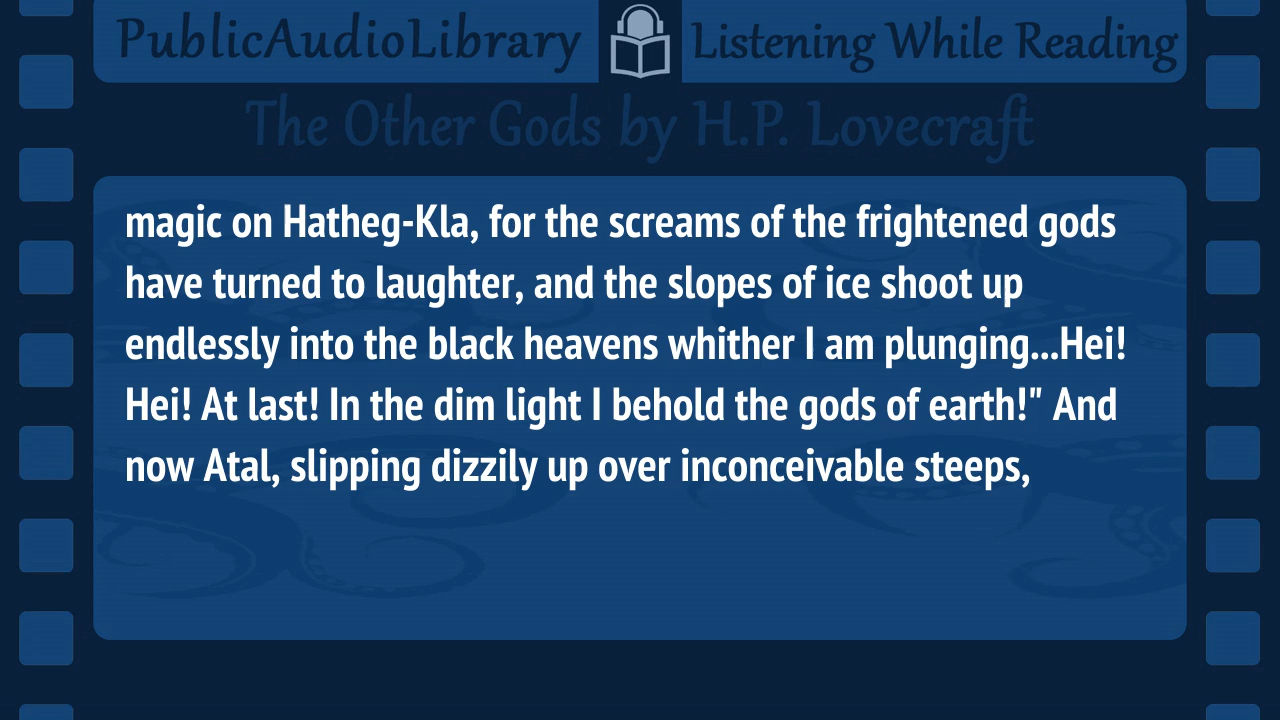 PublicAudioLibrary
Listening While Reading
The Other Gods by H.P. Lovecraft
magic on Hatheg-Kla, for the screams of the frightened gods
have turned to laughter, and the slopes of ice shoot up
endlessly into the black heavens whither I am plunging...Hei!
Hei! At last! In the dim light I behold the gods of earth!" And
now Atal, slipping dizzily up over inconceivable steeps,